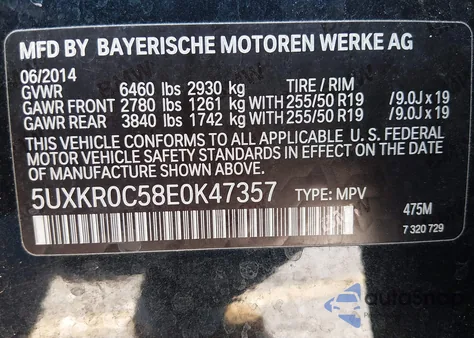 MFD BY BAYERISCHE MOTOREN WERKE AG
06/2014
GVWR 6460 lbs 2930 kg TIRE / RIM
GAWR FRONT 2780 lbs 1261 kg WITH 255/50 R19 /9.0J x 19
GAWR REAR 3840 lbs 1742 kg WITH 255/50 R19 /9.0J x 19
THIS VEHICLE CONFORMS TO ALL APPLICABLE U. S. FEDERAL
MOTOR VEHICLE SAFETY STANDARDS IN EFFECT ON THE DATE
OF MANUFACTURE SHOWN ABOVE.
5UXKR0C58E0K47357 TYPE: MPV
475M
7 320 729
autosnap